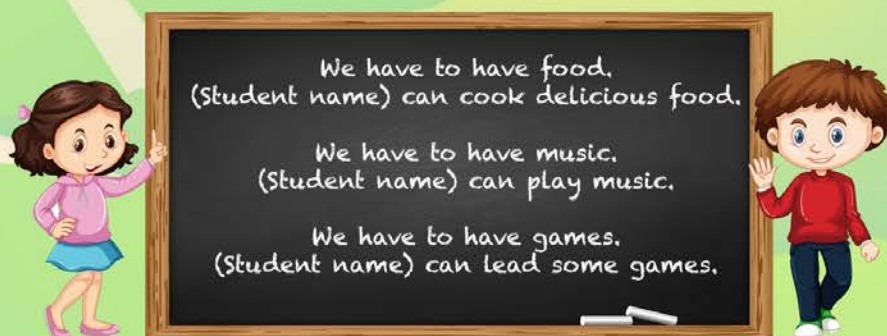 We have to have food.
(Student name) can cook delicious food.
We have to have music.
(Student name) can play music.
We have to have games.
(Student name) can lead some games.